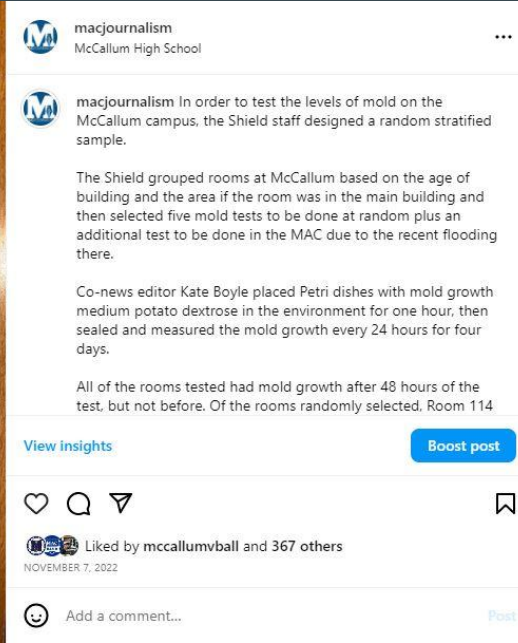 macjournalism
McCallum High School
macjournalism In order to test the levels of mold on the
McCallum campus, the Shield staff designed a random stratified
sample.
The Shield grouped rooms at McCallum based on the age of
building and the area if the room was in the main building and
then selected five mold tests to be done at random plus an
additional test to be done in the MAC due to the recent flooding
there.
Co-news editor Kate Boyle placed Petri dishes with mold growth
medium potato dextrose in the environment for one hour, then
sealed and measured the mold growth every 24 hours for four
days.
All of the rooms tested had mold growth after 48 hours of the
test, but not before. Of the rooms randomly selected, Room 114
View insights
Boost post
Liked by mccallumvball and 367 others
NOVEMBER 7, 2022
Add a comment...
Post